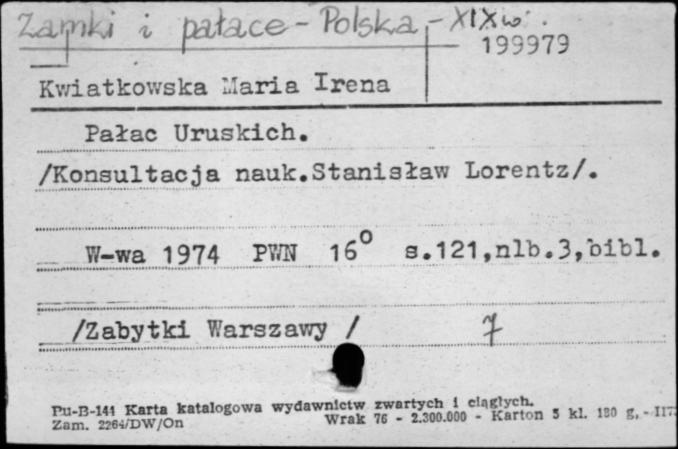 Zamki i pałace - Polska - XIX w.
199979
Kwiatkowska Maria Irena
Pałac Uruskich.
/Konsultacja nauk.Stanisław Lorentz/.
W-wa 1974 PWN 16° s.121,nlb.3,bibl.
/Zabytki Warszawy / 7
Pu-B-141 Karta katalogowa wydawnictw zwartych i ciągłych.
Zam. 2264/DW/On Wrak 76 - 2.300.000 - Karton 5 kl. 180 g,